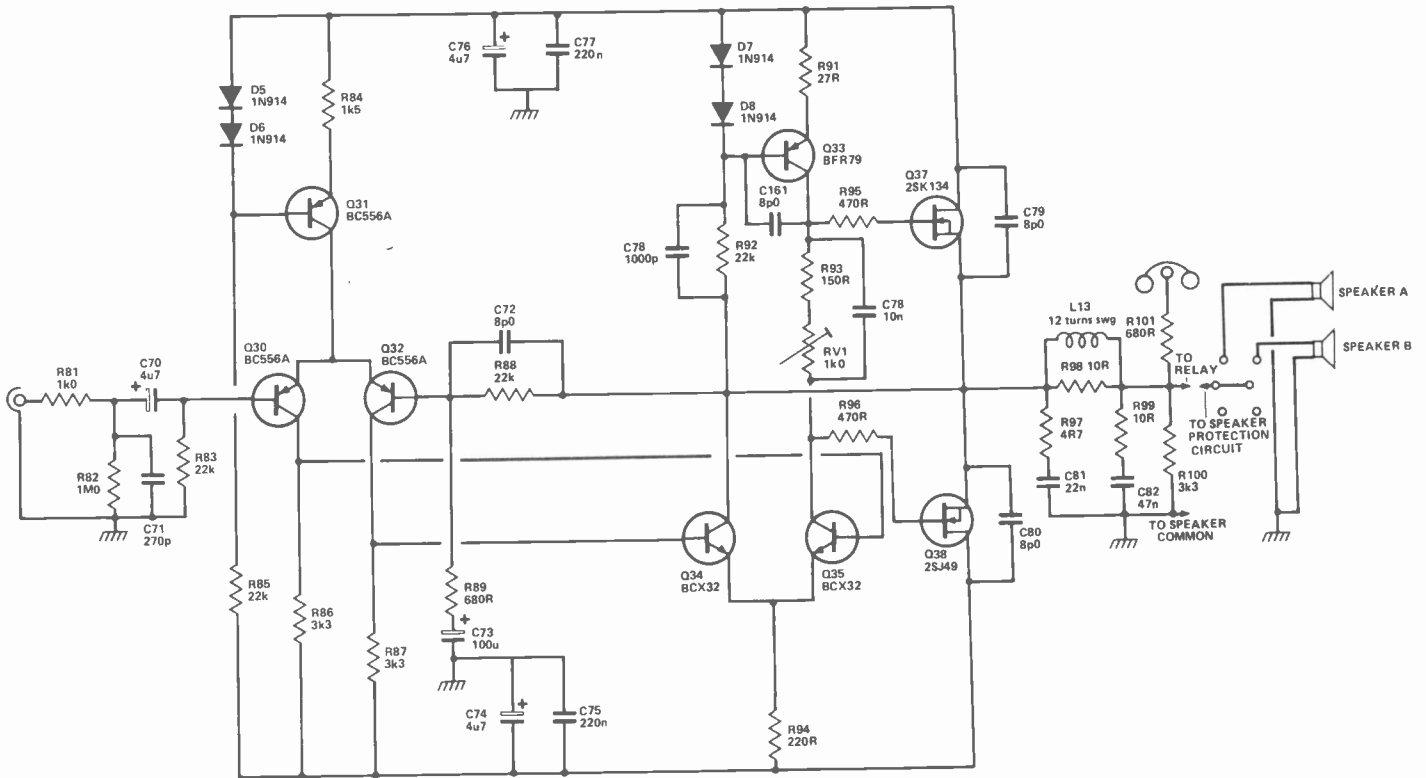 D5
1N914
D6
1N914
R84
1k5
C76
4u7
+
C77
220n
D7
1N914
D8
1N914
R91
27R
Q31
BC556A
Q33
BFR79
C161
8p0
R95
470R
Q37
2SK134
C79
8p0
C78
1000p
R92
22k
R93
150R
C78
10n
RV1
1k0
C72
8p0
R88
22k
Q30
BC556A
Q32
BC556A
R81
1k0
C70
4u7
+
R82
1M0
C71
270p
R83
22k
R85
22k
R86
3k3
R87
3k3
R89
680R
+
C73
100u
C74
4u7
+
C75
220n
Q34
BCX32
Q35
BCX32
R94
220R
R96
470R
Q38
2SJ49
C80
8p0
L13
12 turns swg
R98 10R
R97
4R7
C81
22n
R99
10R
C82
47n
R101
680R
R100
3k3
TO
RELAY
TO SPEAKER
PROTECTION
CIRCUIT
TO SPEAKER
COMMON
SPEAKER A
SPEAKER B